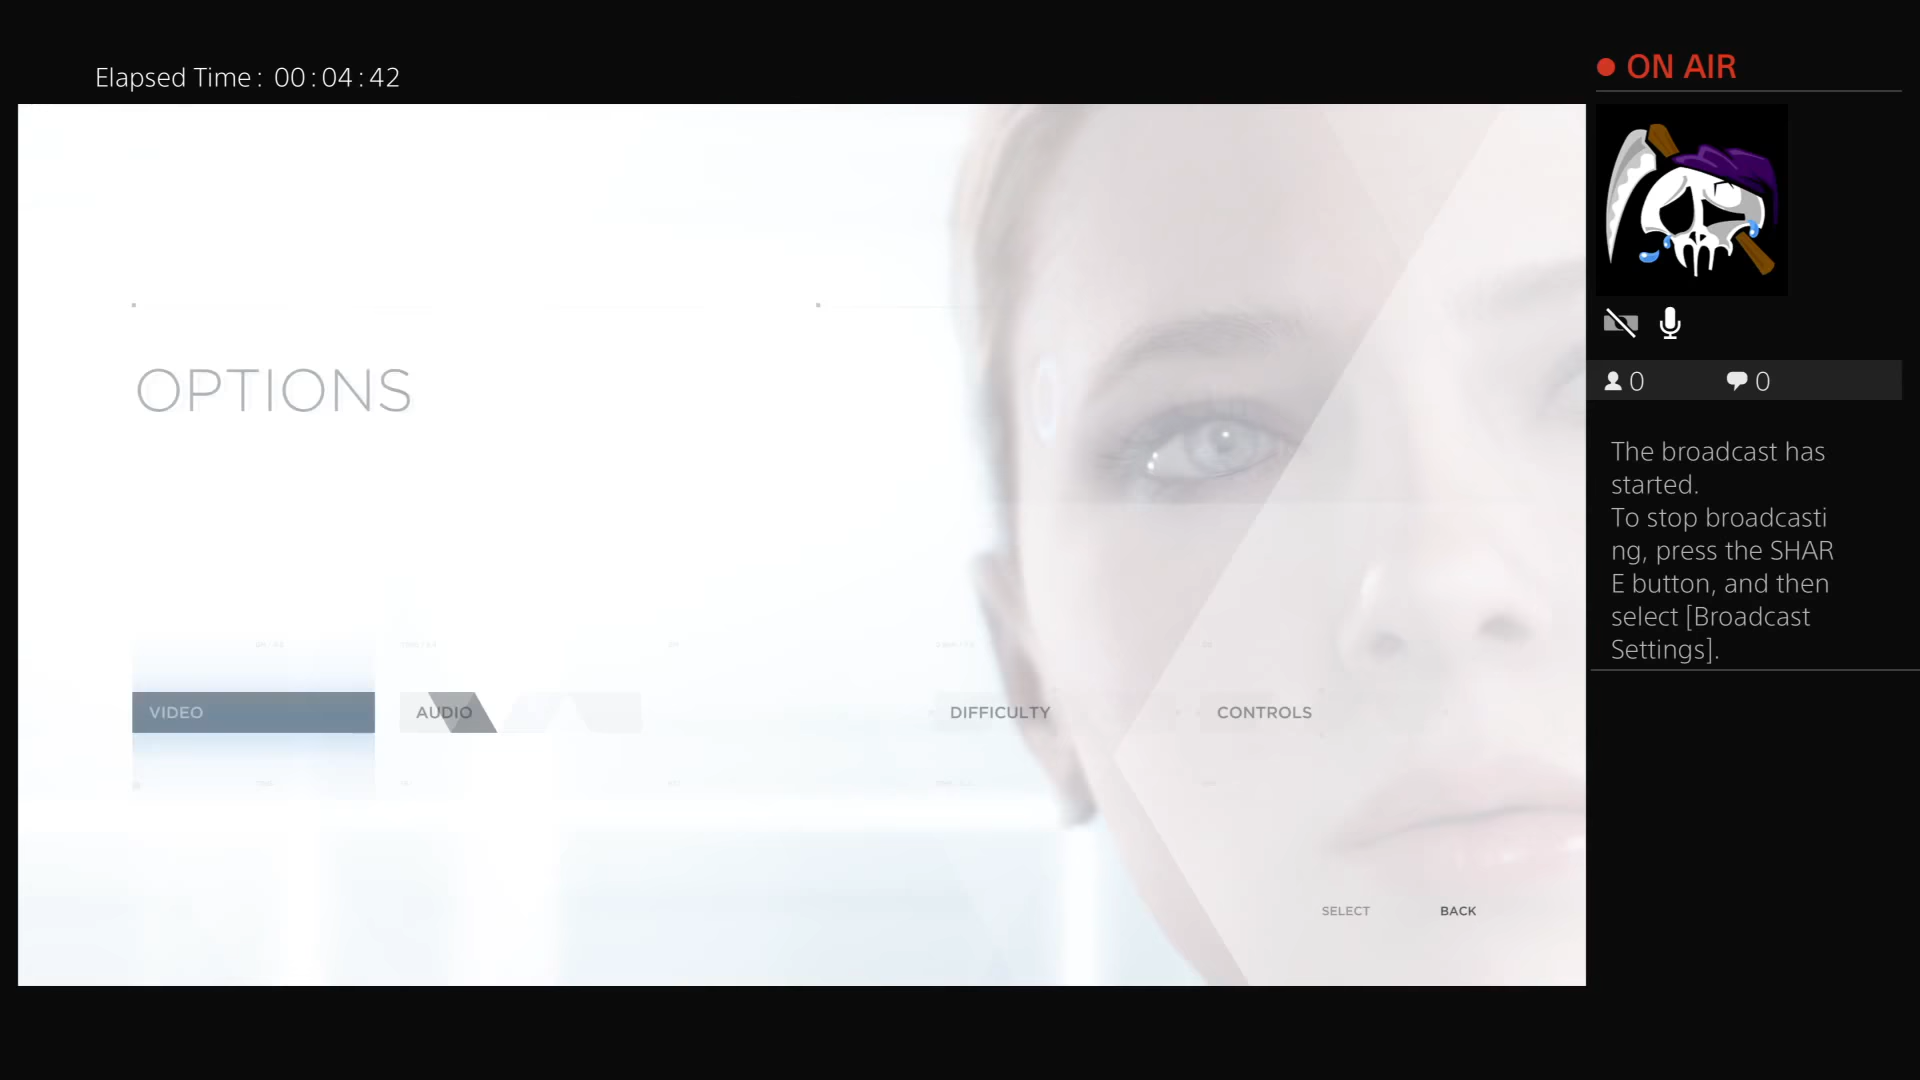 Elapsed Time : 00:04:42
ON AIR
OPTIONS
0 0
The broadcast has
started.
To stop broadcasti
ng, press the SHAR
E button, and then
select [Broadcast
Settings].
VIDEO AUDIO DIFFICULTY CONTROLS
SELECT BACK